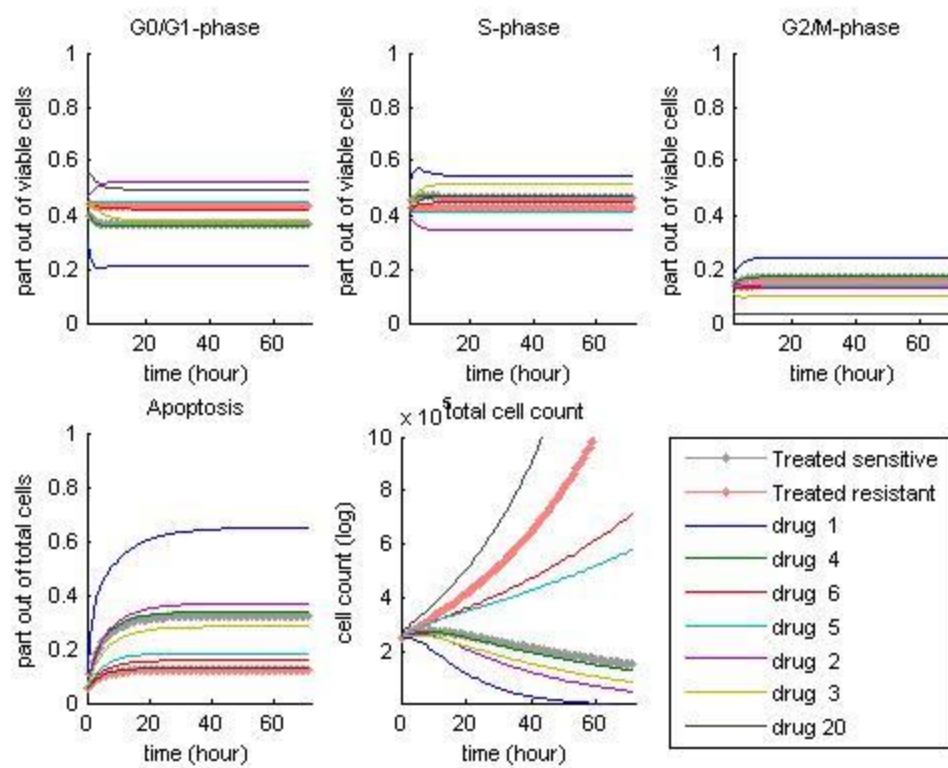 G0/G1-phase
S-phase
G2/M-phase
part out of viable cells
1
0.8
0.6
0.4
0.2
0
20
40
60
time (hour)
part out of viable cells
1
0.8
0.6
0.4
0.2
0
20
40
60
time (hour)
part out of viable cells
1
0.8
0.6
0.4
0.2
0
20
40
60
time (hour)
Apoptosis
part out of total cells
1
0.8
0.6
0.4
0.2
0
0
20
40
60
time (hour)
x 10^5
total cell count
cell count (log)
10
8
6
4
2
0
20
40
60
time (hour)
Treated sensitive
Treated resistant
drug 1
drug 4
drug 6
drug 5
drug 2
drug 3
drug 20